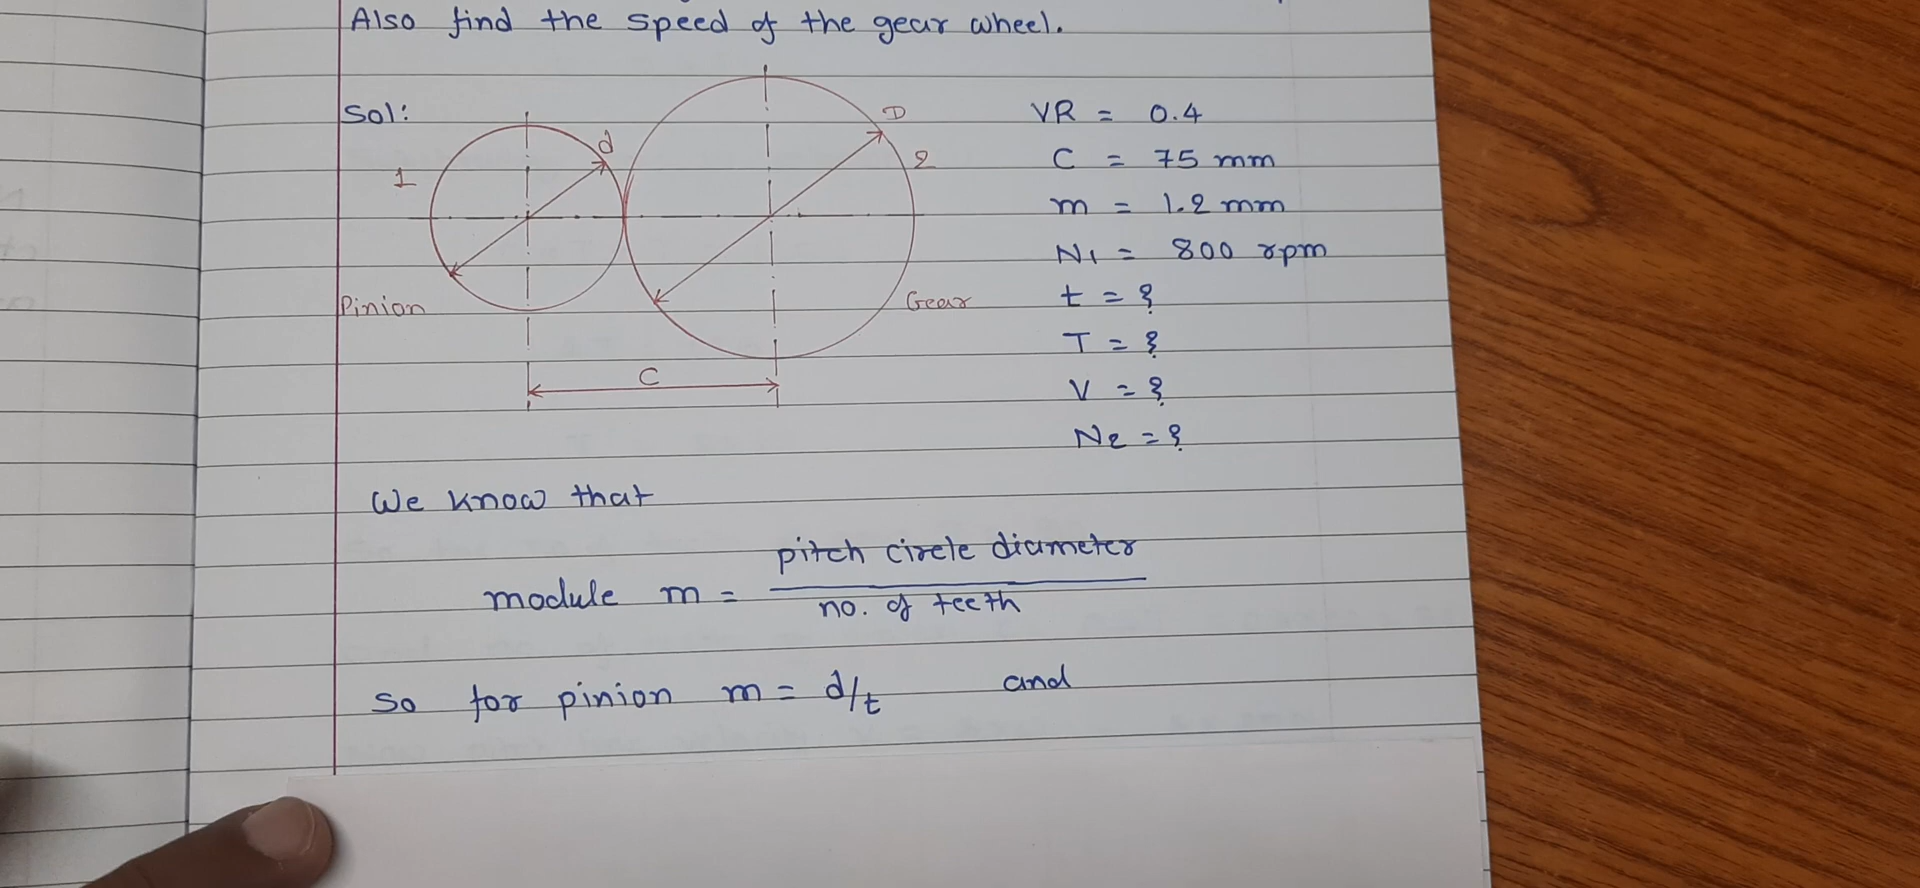 Also find the speed of the gear wheel.
Sol:
1
d
D
2
Pinion
Gear
C
VR = 0.4
C = 75 mm
m = 1.2 mm
N1 = 800 rpm
t = ?
T = ?
V = ?
N2 = ?
We know that
module m = pitch circle diameter
no. of teeth
So for pinion m = d/t and